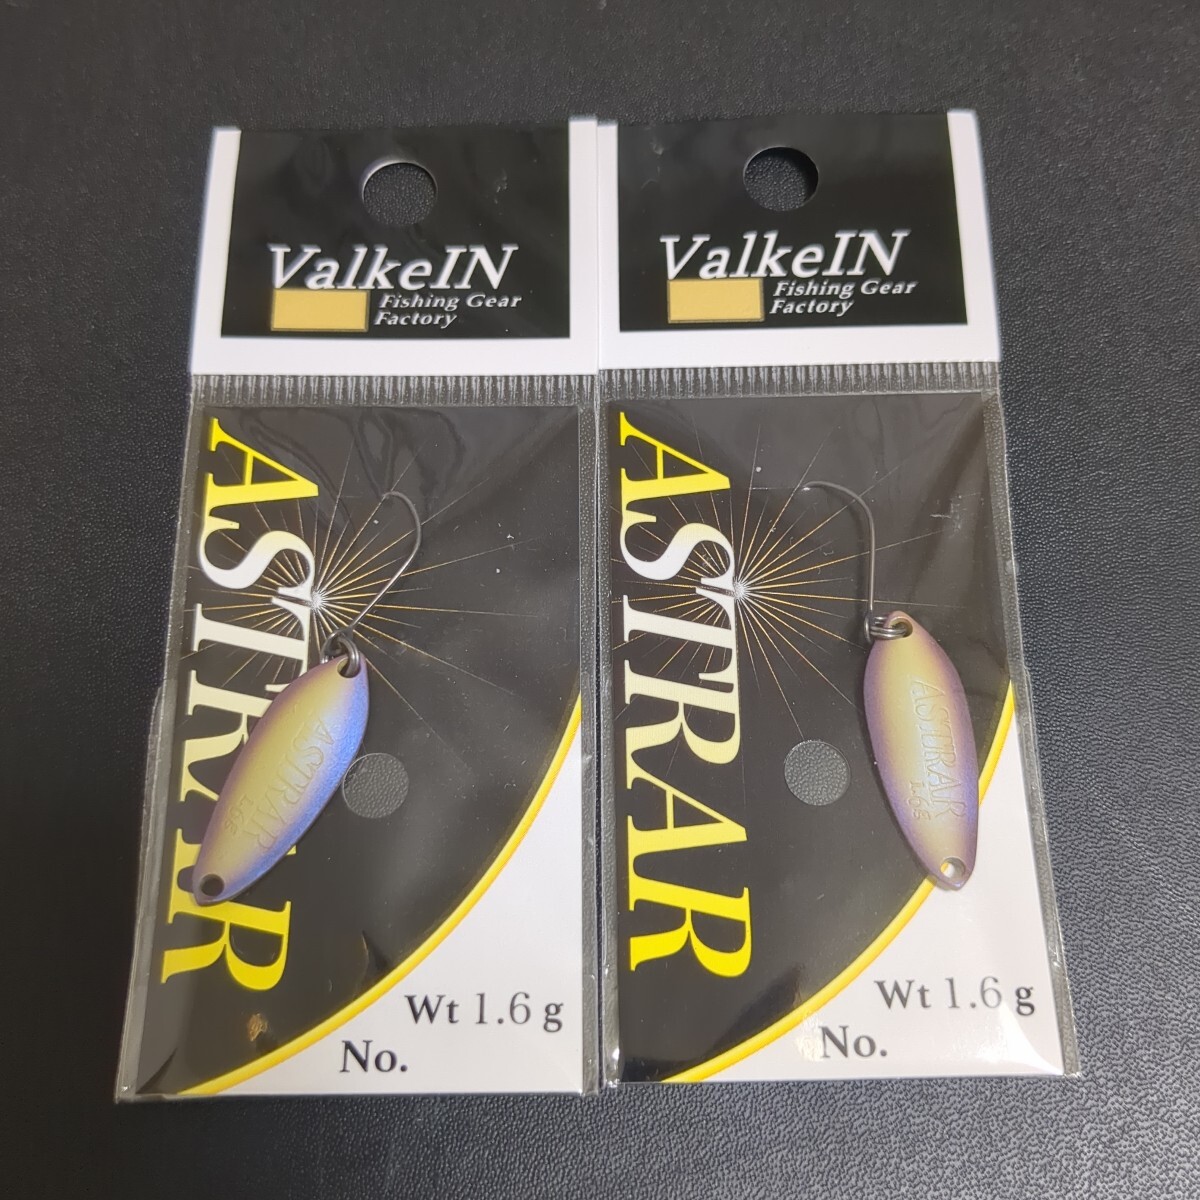 ValkeIN
Fishing Gear
Factory
ASTRAR
ASTRAR
1.6g
Wt 1.6 g
No.
ValkeIN
Fishing Gear
Factory
ASTRAR
ASTRAR
1.6g
Wt 1.6 g
No.